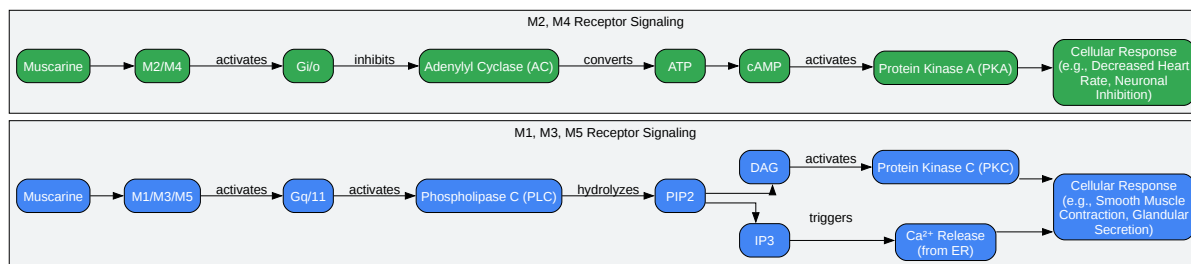 M2, M4 Receptor Signaling
Muscarine
M2/M4
activates
Gi/o
inhibits
Adenylyl Cyclase (AC)
converts
ATP
cAMP
activates
Protein Kinase A (PKA)
Cellular Response
(e.g., Decreased Heart
Rate, Neuronal
Inhibition)
M1, M3, M5 Receptor Signaling
Muscarine
M1/M3/M5
activates
Gq/11
activates
Phospholipase C (PLC)
hydrolyzes
PIP2
DAG
activates
Protein Kinase C (PKC)
IP3
triggers
Ca²⁺ Release
(from ER)
Cellular Response
(e.g., Smooth Muscle
Contraction, Glandular
Secretion)